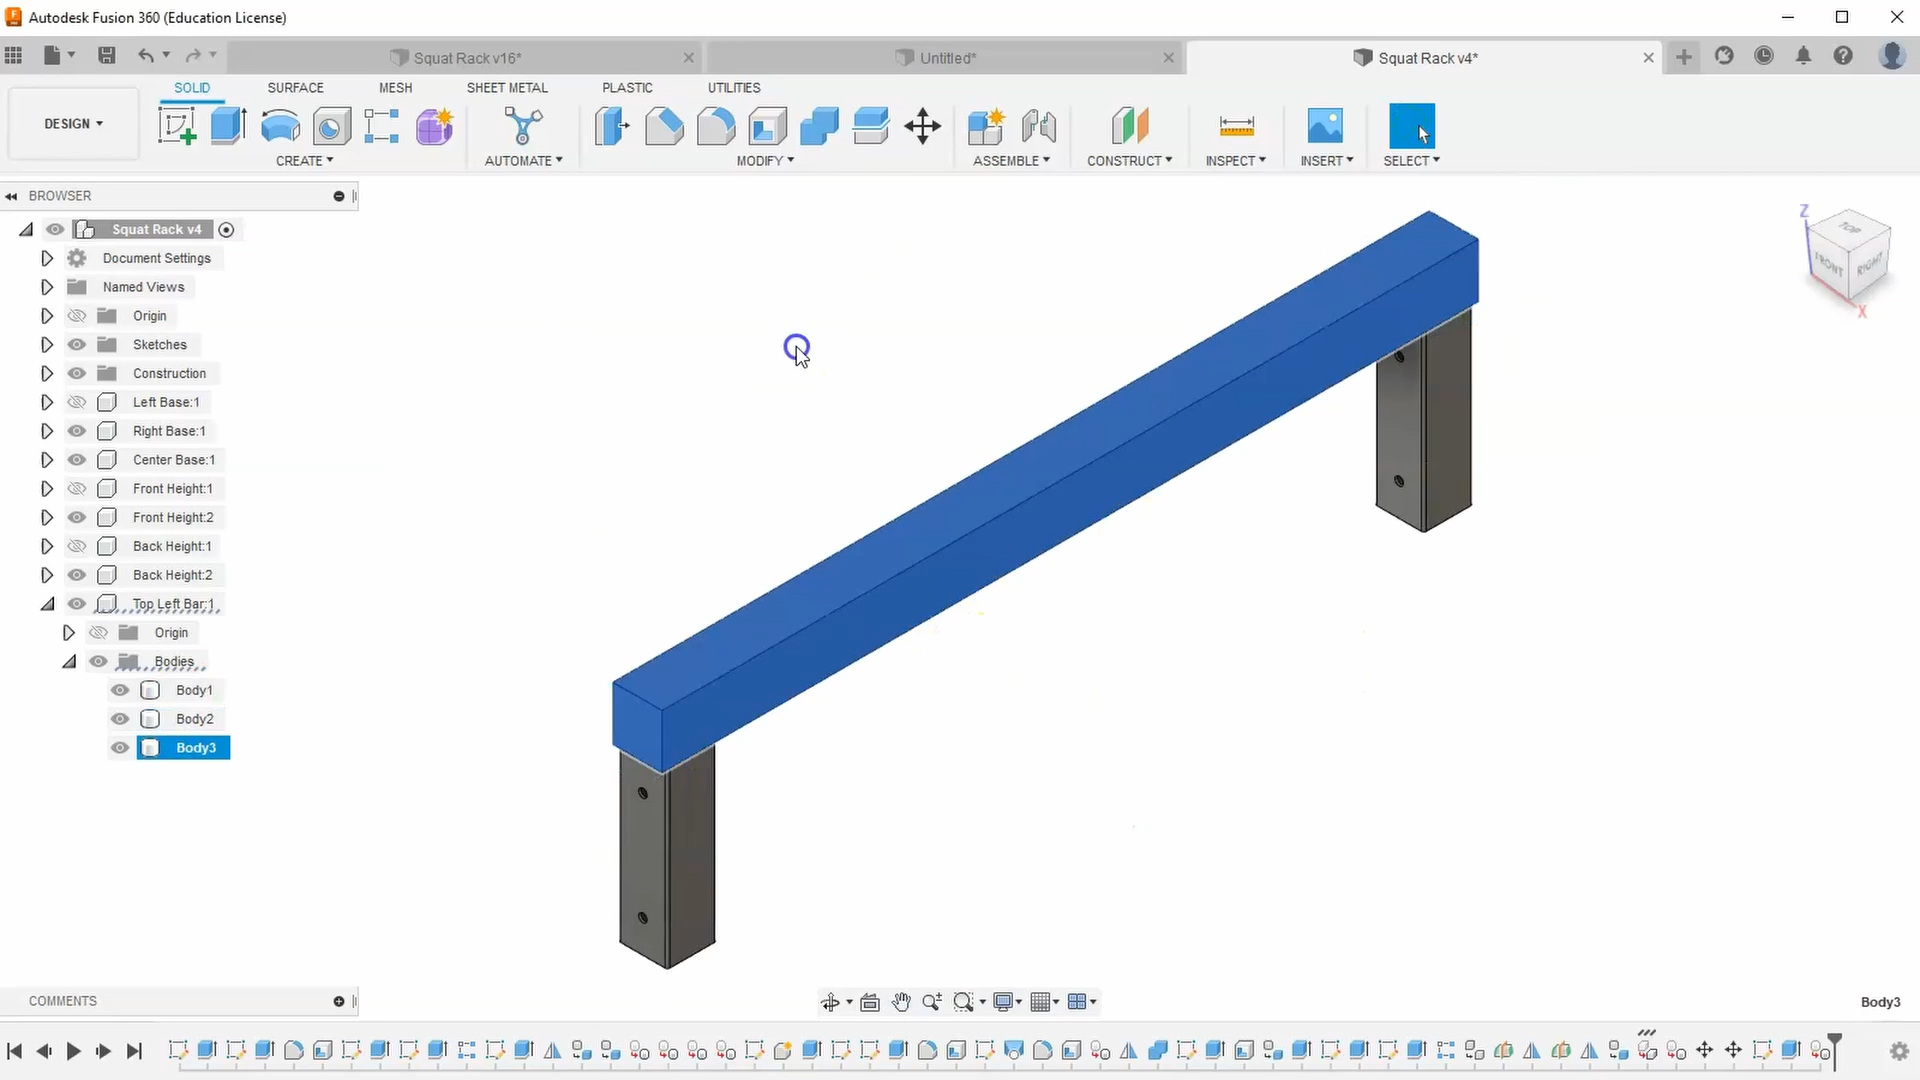 Autodesk Fusion 360 (Education License)
Squat Rack v16*
Untitled*
Squat Rack v4*
DESIGN
SOLID
SURFACE
MESH
SHEET METAL
PLASTIC
UTILITIES
CREATE
AUTOMATE
MODIFY
ASSEMBLE
CONSTRUCT
INSPECT
INSERT
SELECT
BROWSER
Squat Rack v4
Document Settings
Named Views
Origin
Sketches
Construction
Left Base:1
Right Base:1
Center Base:1
Front Height:1
Front Height:2
Back Height:1
Back Height:2
Top Left Bar:1
Origin
Bodies
Body1
Body2
Body3
Z
TOP
FRONT
RIGHT
X
COMMENTS
Body3